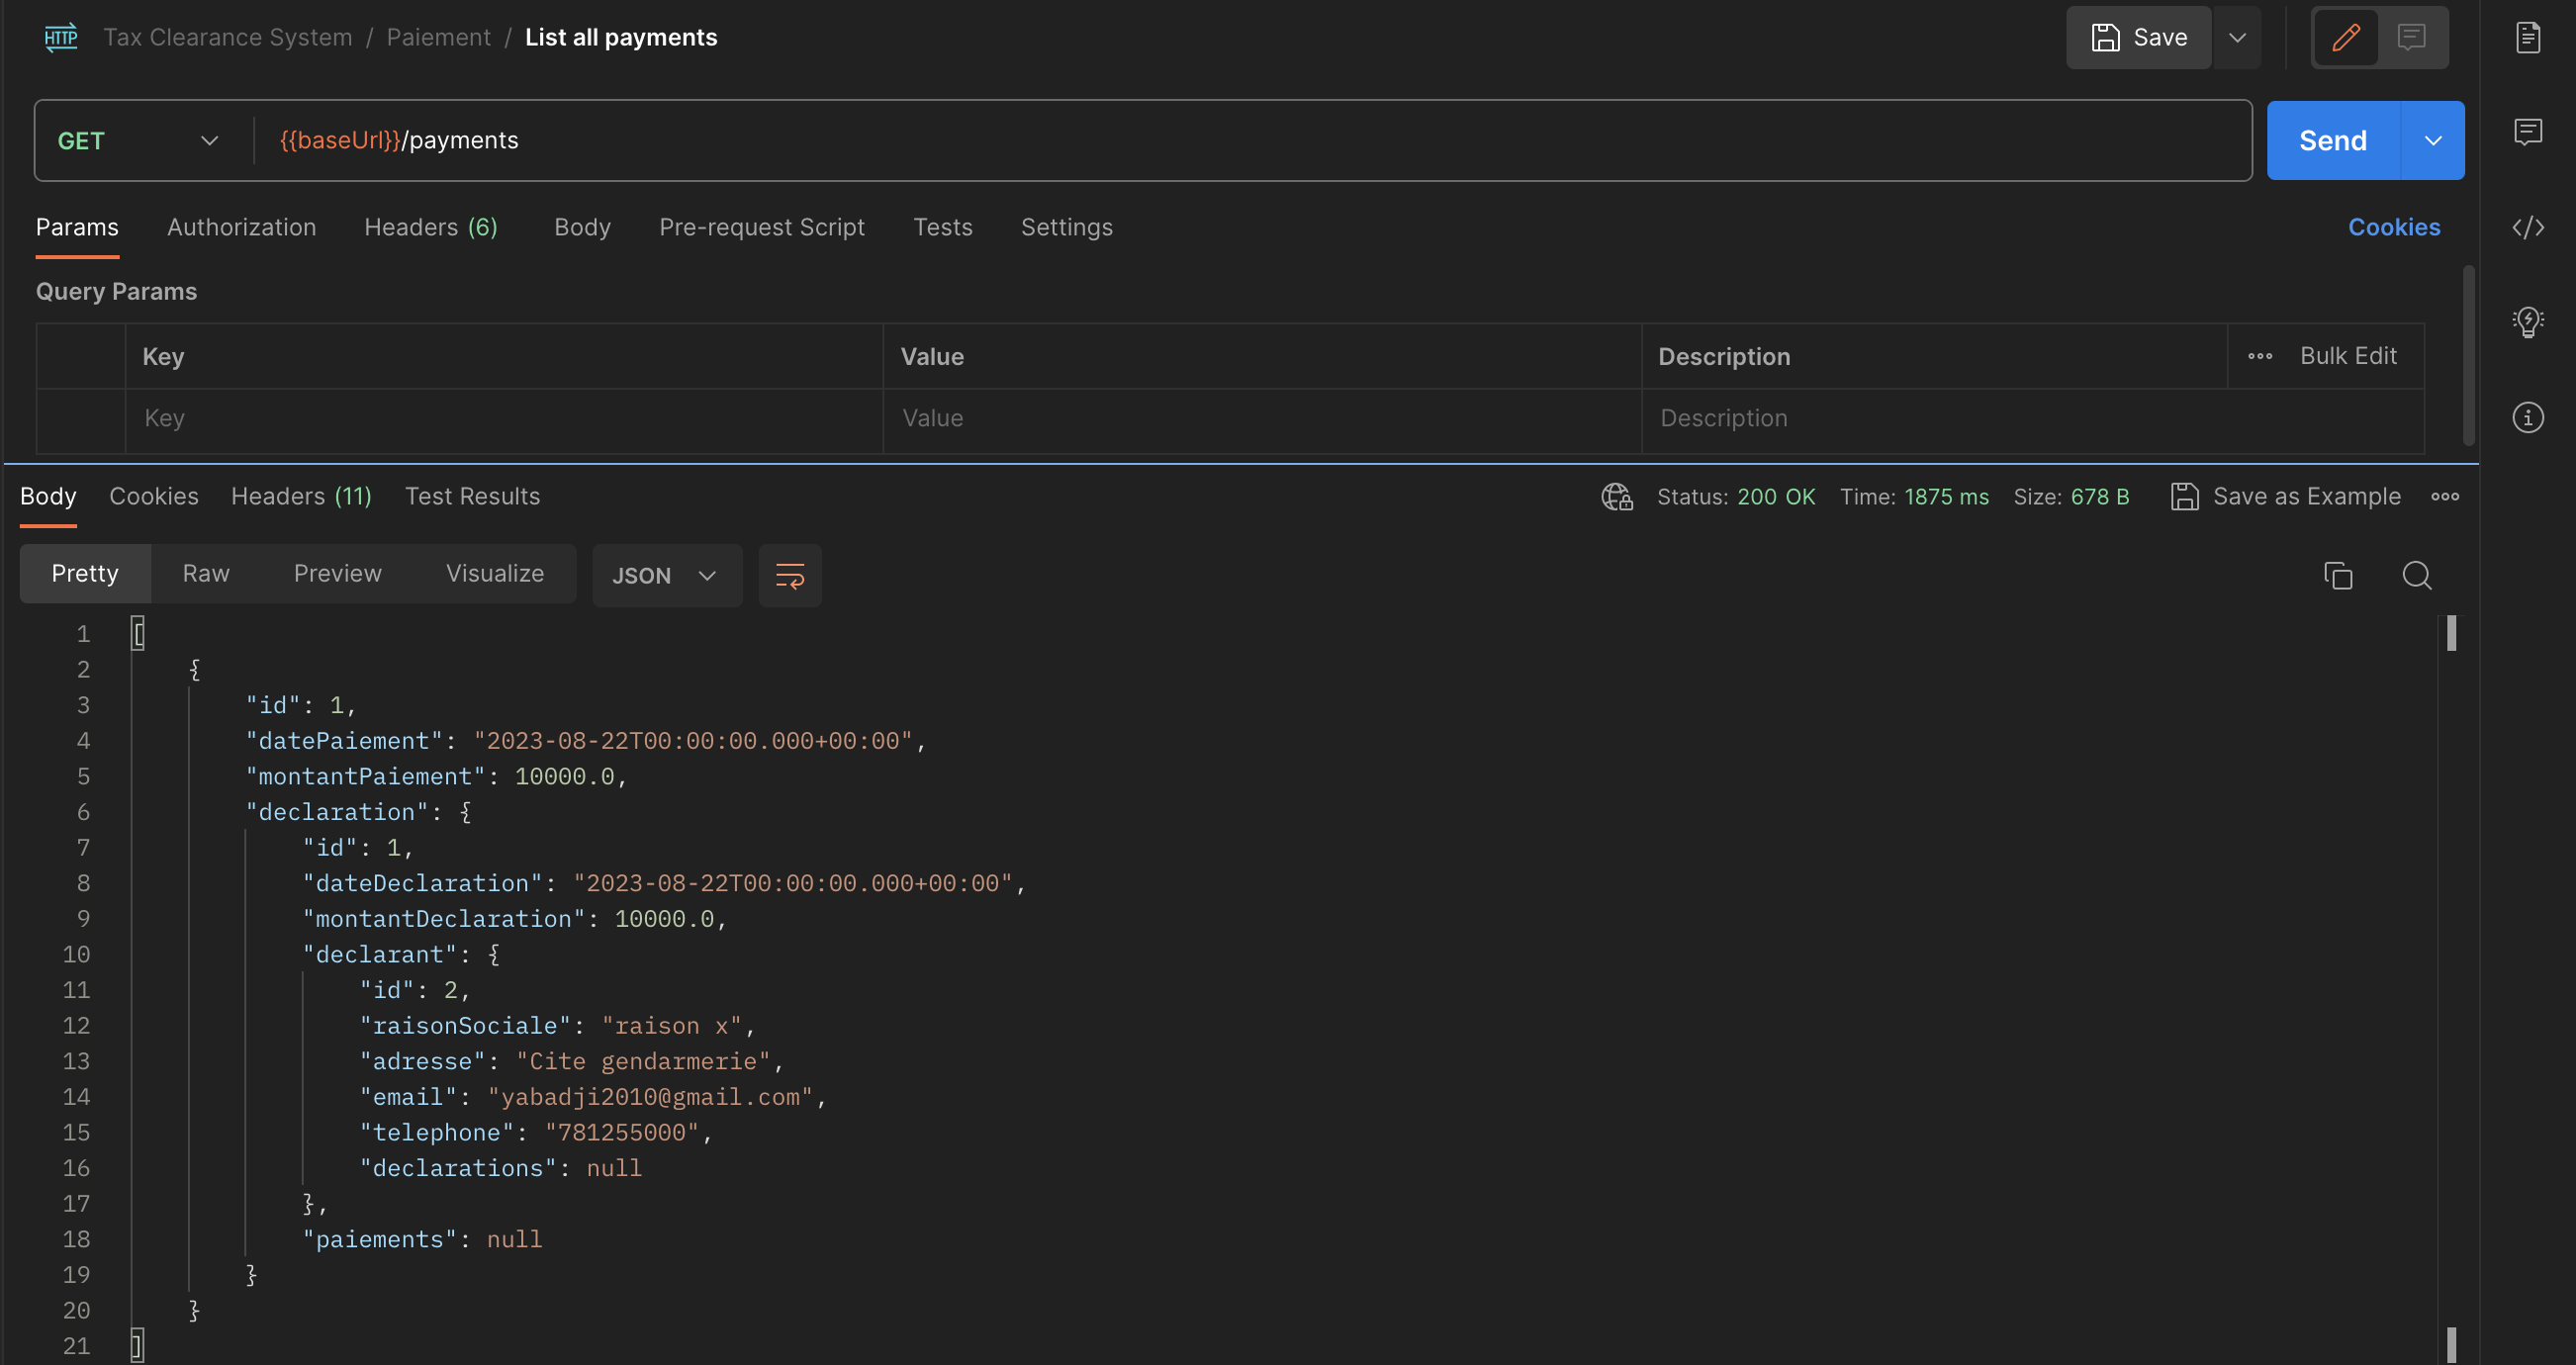 HTTP Tax Clearance System / Paiement / List all payments Save
GET {{baseUrl}}/payments Send
Params Authorization Headers (6) Body Pre-request Script Tests Settings Cookies
Query Params
Key Value Description Bulk Edit
Key Value Description
Body Cookies Headers (11) Test Results Status: 200 OK Time: 1875 ms Size: 678 B Save as Example
Pretty Raw Preview Visualize JSON
1 [
2 {
3 "id": 1,
4 "datePaiement": "2023-08-22T00:00:00.000+00:00",
5 "montantPaiement": 10000.0,
6 "declaration": {
7 "id": 1,
8 "dateDeclaration": "2023-08-22T00:00:00.000+00:00",
9 "montantDeclaration": 10000.0,
10 "declarant": {
11 "id": 2,
12 "raisonSociale": "raison x",
13 "adresse": "Cite gendarmerie",
14 "email": "yabadji2010@gmail.com",
15 "telephone": "781255000",
16 "declarations": null
17 },
18 "paiements": null
19 }
20 }
21 ]